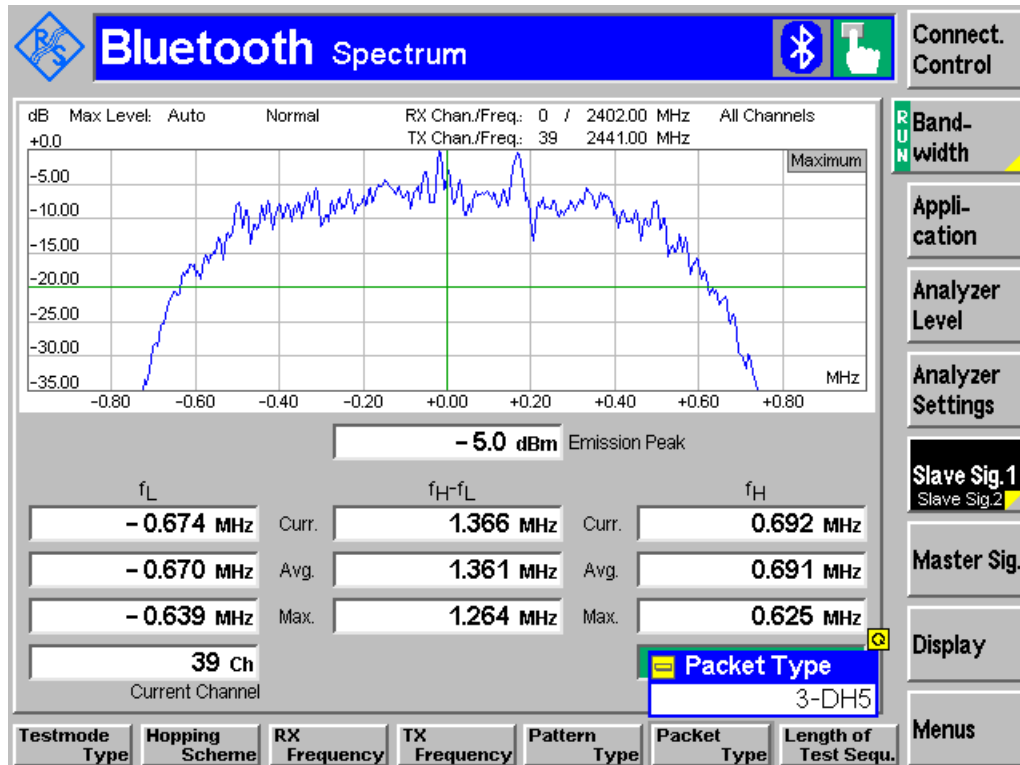 R S
Bluetooth Spectrum
Connect.
Control
dB Max Level: Auto Normal RX Chan./Freq.: 0 / 2402.00 MHz All Channels
TX Chan./Freq.: 39 2441.00 MHz
+0.0
Maximum
-5.00
-10.00
-15.00
-20.00
-25.00
-30.00
-35.00
MHz
-0.80 -0.60 -0.40 -0.20 +0.00 +0.20 +0.40 +0.60 +0.80
RUN
Band-
width
Appli-
cation
Analyzer
Level
Analyzer
Settings
Slave Sig.1
Slave Sig.2
Master Sig.
Display
Menus
-5.0 dBm Emission Peak
fL fH-fL fH
-0.674 MHz Curr. 1.366 MHz Curr. 0.692 MHz
-0.670 MHz Avg. 1.361 MHz Avg. 0.691 MHz
-0.639 MHz Max. 1.264 MHz Max. 0.625 MHz
39 Ch
Current Channel
Q
Packet Type
3-DH5
Testmode
Type
Hopping
Scheme
RX
Frequency
TX
Frequency
Pattern
Type
Packet
Type
Length of
Test Sequ.